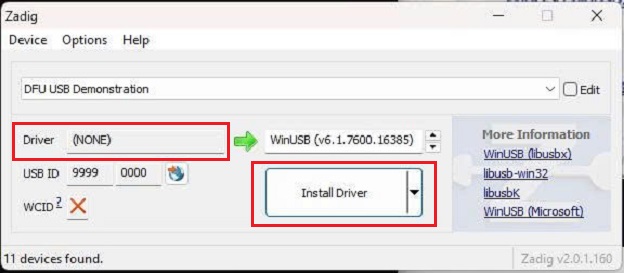 Zadig
Device Options Help
DFU USB Demonstration
Edit
Driver (NONE) WinUSB (v6.1.7600.16385)
USB ID 9999 0000
WCID ?
Install Driver
More Information
WinUSB (libusbx)
libusb-win32
libusbK
WinUSB (Microsoft)
11 devices found.
Zadig v2.0.1.160